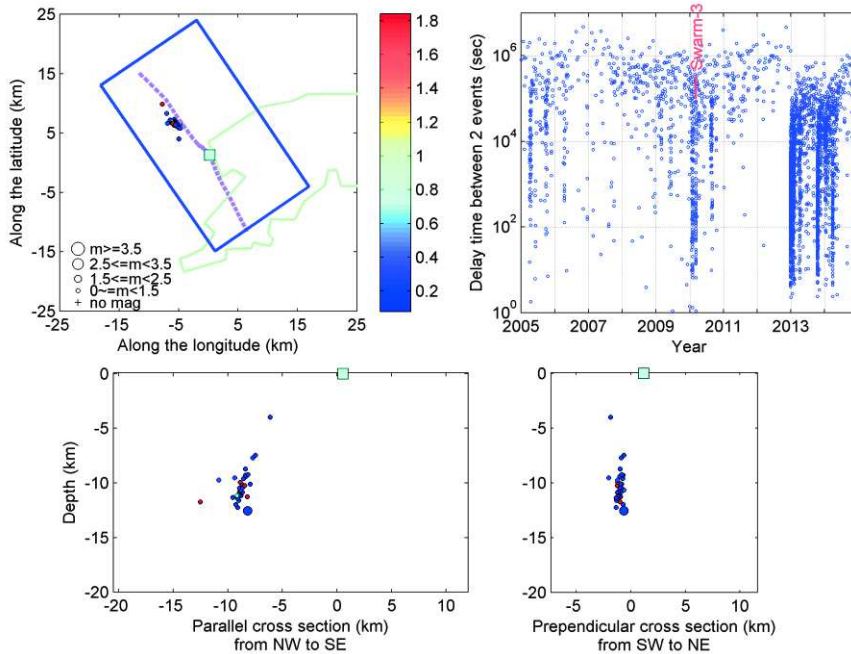 25
15
5
-5
-15
-25
Along the latitude (km)
m>=3.5
2.5<=m<3.5
1.5<=m<2.5
0~=m<1.5
no mag
-25 -15 -5 5 15 25
Along the longitude (km)
1.8
1.6
1.4
1.2
1
0.8
0.6
0.4
0.2
Delay time between 2 events (sec)
10^6
10^4
10^2
10^0
Swarm-3
2005 2007 2009 2011 2013
Year
0
-5
-10
-15
-20
Depth (km)
-20 -15 -10 -5 0 5 10
Parallel cross section (km)
from NW to SE
0
-5
-10
-15
-20
-5 0 5 10
Prependicular cross section (km)
from SW to NE